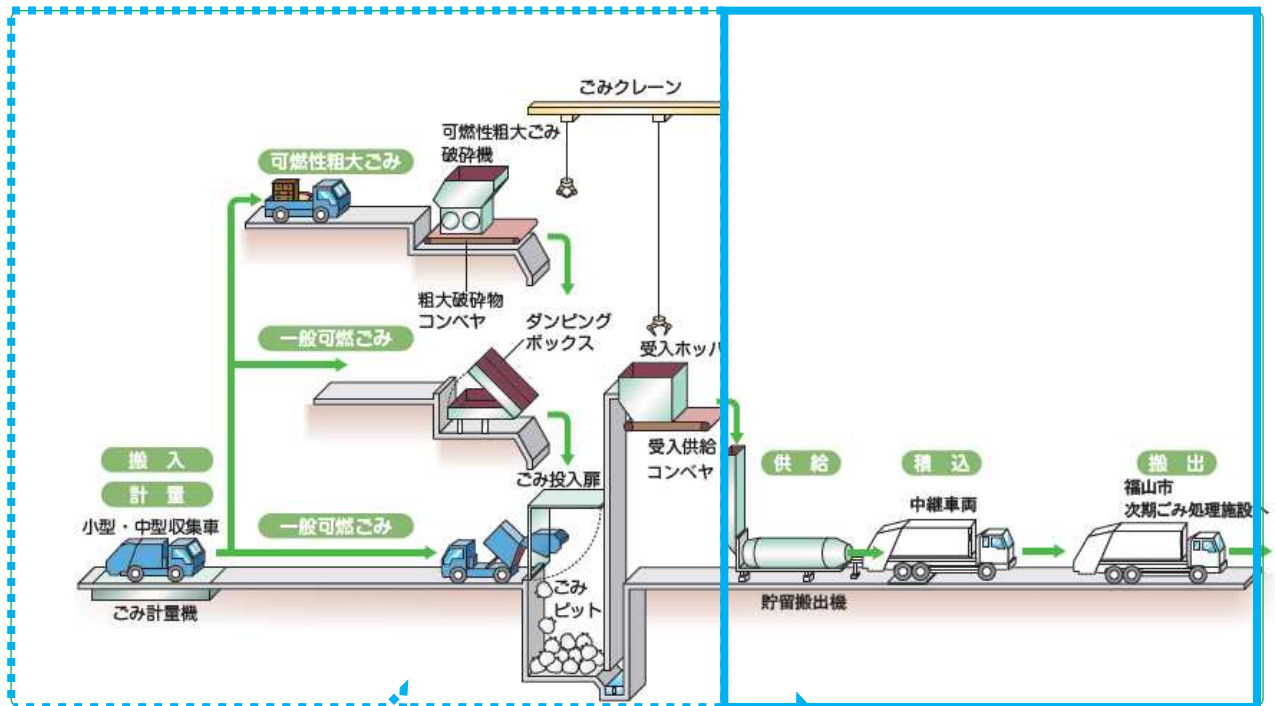 ごみクレーン
可燃性粗大ごみ
破砕機
可燃性粗大ごみ
粗大破砕物
コンベヤ
ダンピング
ボックス
一般可燃ごみ
受入ホッパ
搬入
計量
小型・中型収集車
一般可燃ごみ
ごみ投入扉
受入供給
コンベヤ
ごみ計量機
ごみ
ピット
供給
積込
搬出
中継車両
福山市
次期ごみ処理施設へ
貯留搬出機